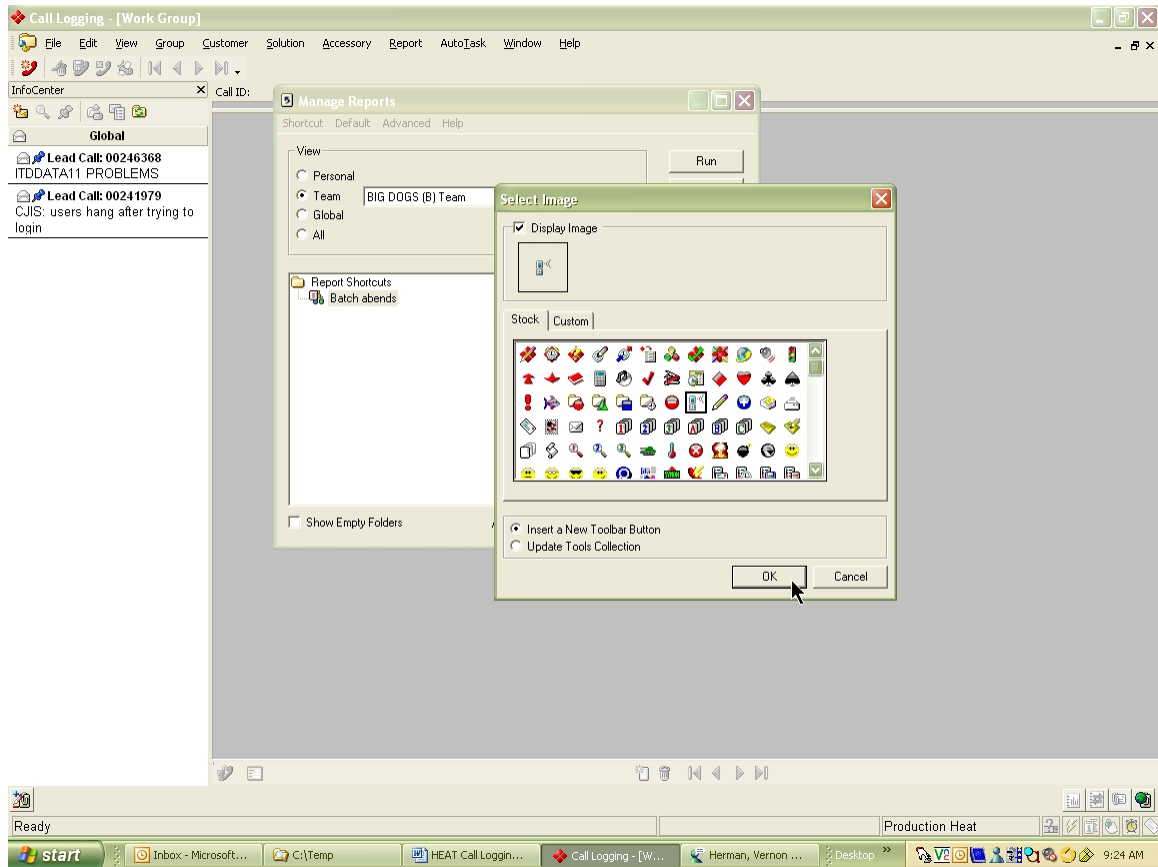 Call Logging - [Work Group]
File Edit View Group Customer Solution Accessory Report AutoTask Window Help
InfoCenter
Call ID:
Global
Lead Call: 00246368
ITDDATA11 PROBLEMS
Lead Call: 00241979
CJIS: users hang after trying to
login
Manage Reports
Shortcut Default Advanced Help
View
Personal
Team
BIG DOGS (B) Team
Global
All
Run
Report Shortcuts
Batch abends
Show Empty Folders
Select Image
Display Image
Stock Custom
Insert a New Toolbar Button
Update Tools Collection
OK Cancel
Ready
Production Heat
start
Inbox - Microsoft...
C:\Temp
HEAT Call Loggin...
Call Logging - [W...
Herman, Vernon ...
Desktop
9:24 AM